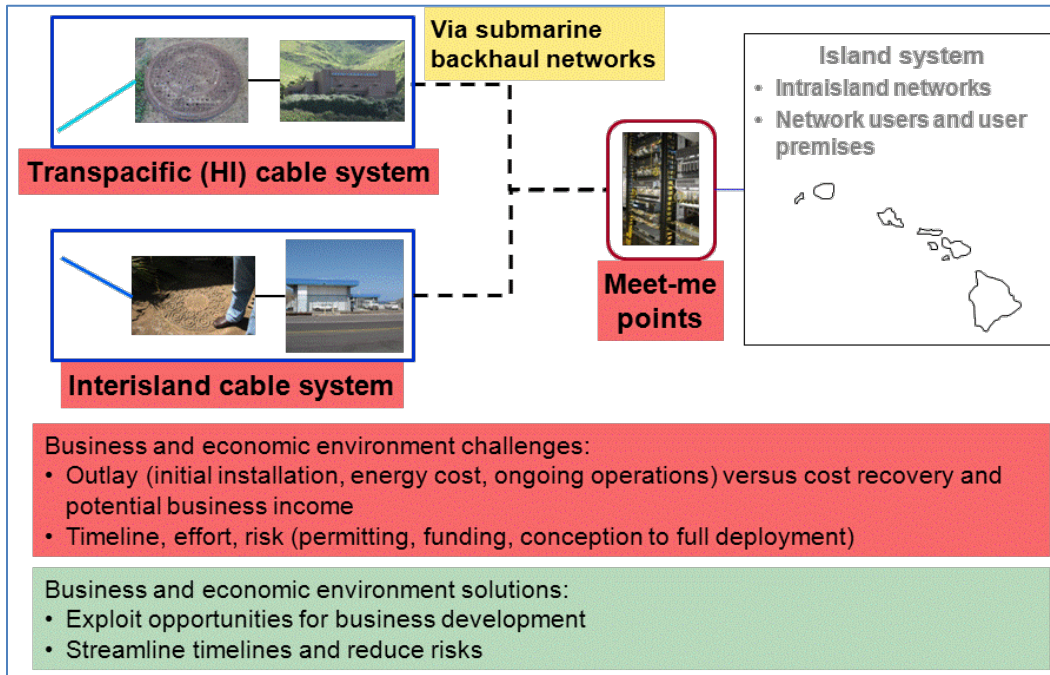 Via submarine
backhaul networks
Transpacific (HI) cable system
Island system
• Intraisland networks
• Network users and user
premises
Interisland cable system
Meet-me
points
Business and economic environment challenges:
• Outlay (initial installation, energy cost, ongoing operations) versus cost recovery and
potential business income
• Timeline, effort, risk (permitting, funding, conception to full deployment)
Business and economic environment solutions:
• Exploit opportunities for business development
• Streamline timelines and reduce risks